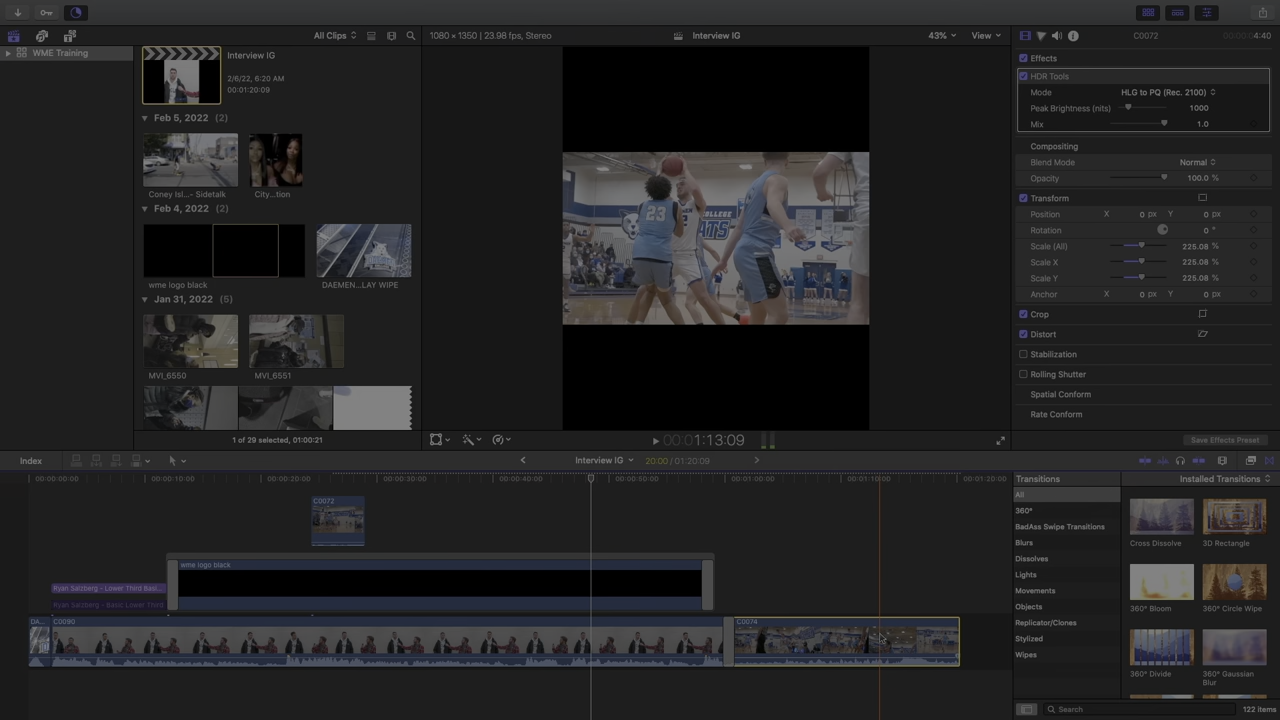 All Clips
1080 × 1350 | 23.98 fps, Stereo
Interview IG
43%
View
C0072
4:40
WME Training
Interview IG
2/6/22, 6:20 AM
00:01:20:09
Feb 5, 2022 (2)
Coney Isl...- Sidetalk
City...tion
Feb 4, 2022 (2)
wme logo black
DAEMEN...LAY WIPE
Jan 31, 2022 (5)
MVI_6550
MVI_6551
1 of 29 selected, 01:00:21
23
COLLEGE
00:00:01:13:09
Effects
HDR Tools
Mode HLG to PQ (Rec. 2100)
Peak Brightness (nits) 1000
Mix 1.0
Compositing
Blend Mode Normal
Opacity 100.0 %
Transform
Position X 0 px Y 0 px
Rotation 0 °
Scale (All) 225.08 %
Scale X 225.08 %
Scale Y 225.08 %
Anchor X 0 px Y 0 px
Crop
Distort
Stabilization
Rolling Shutter
Spatial Conform
Rate Conform
Save Effects Preset
Index
Interview IG
20:00 / 01:20:09
00:00:00:00
00:00:10:00
00:00:20:00
00:00:30:00
00:00:40:00
00:00:50:00
00:01:00:00
00:01:10:00
00:01:20:00
C0072
wme logo black
Ryan Salzberg - Lower Third Basi...
Ryan Salzberg - Basic Lower Third
DA...
C0090
C0074
Transitions
Installed Transitions
All
360°
BadAss Swipe Transitions
Blurs
Dissolves
Lights
Movements
Objects
Replicator/Clones
Stylized
Wipes
Cross Dissolve
3D Rectangle
360° Bloom
360° Circle Wipe
360° Divide
360° Gaussian
Blur
Search
122 items